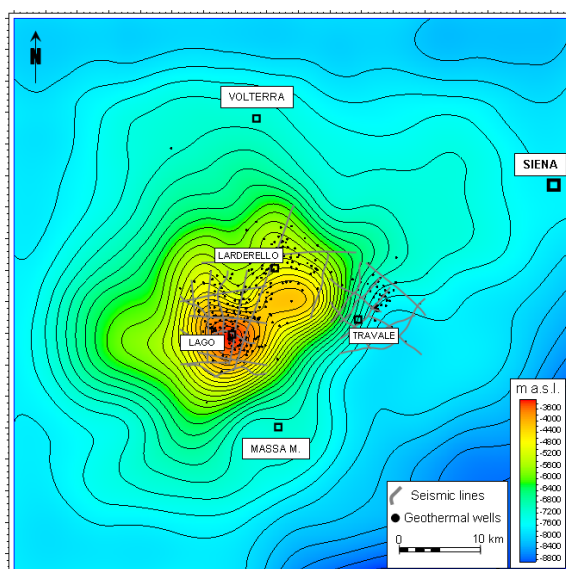 N
VOLTERRA
SIENA
LARDERELLO
LAGO
TRAVALE
MASSA M.
m a.s.l.
-3600
-4000
-4400
-4800
-5200
-5600
-6000
-6400
-6800
-7200
-7600
-8000
-8400
-8800
Seismic lines
Geothermal wells
0 10 km